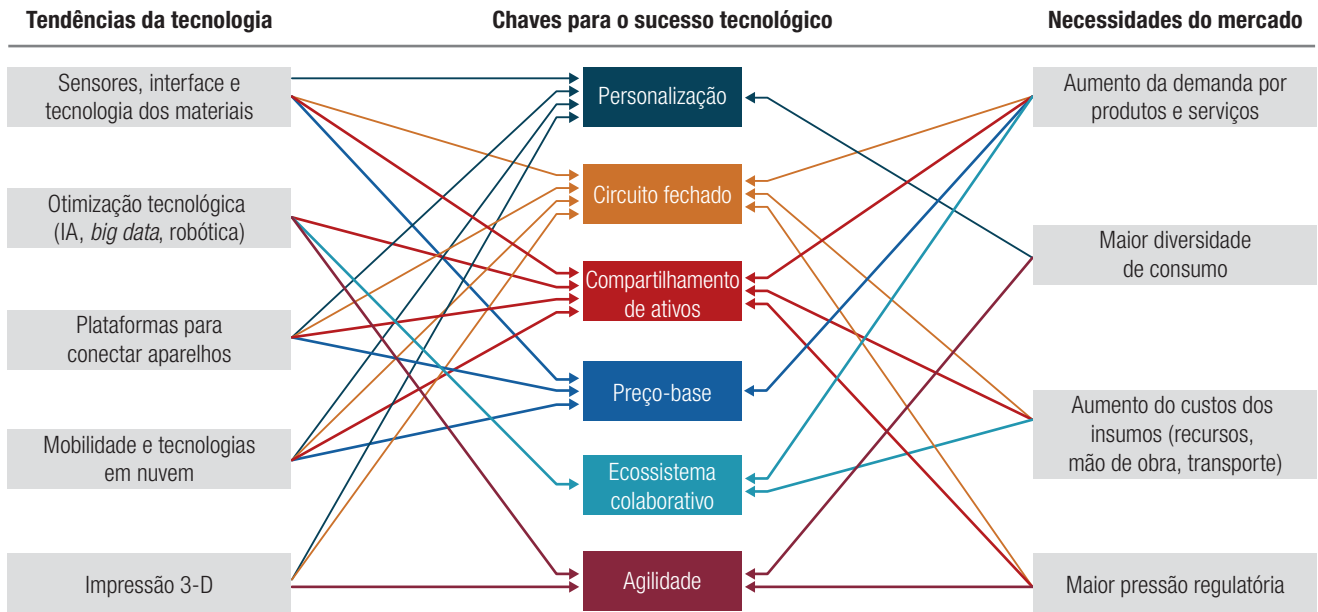 Tendências da tecnologia
Chaves para o sucesso tecnológico
Necessidades do mercado
Sensores, interface e
tecnologia dos materiais
Otimização tecnológica
(IA, big data, robótica)
Plataformas para
conectar aparelhos
Mobilidade e tecnologias
em nuvem
Impressão 3-D
Personalização
Circuito fechado
Compartilhamento
de ativos
Preço-base
Ecossistema
colaborativo
Agilidade
Aumento da demanda por
produtos e serviços
Maior diversidade
de consumo
Aumento do custos dos
insumos (recursos,
mão de obra, transporte)
Maior pressão regulatória